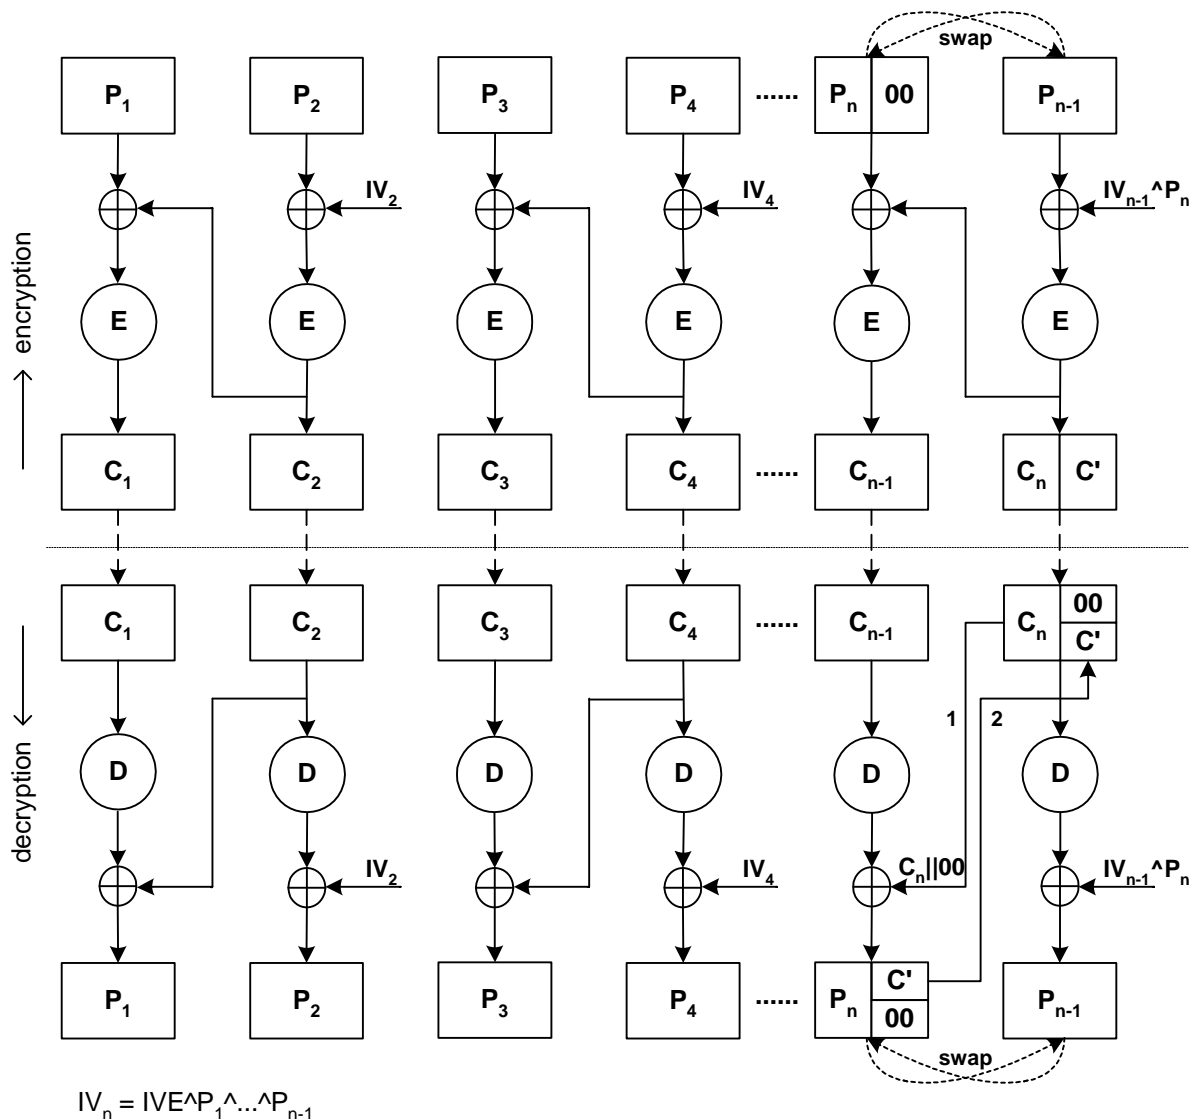 swap
P1 P2 P3 P4 ...... Pn 00 Pn-1
IV2 IV4 IVn-1^Pn
encryption
E E E E E E
C1 C2 C3 C4 ...... Cn-1 Cn C'
C1 C2 C3 C4 ...... Cn-1 Cn 00
C'
1 2
decryption
D D D D D D
IV2 IV4 Cn||00 IVn-1^Pn
P1 P2 P3 P4 ...... Pn C' Pn-1
00
swap
IVn = IVE^P1^...^Pn-1